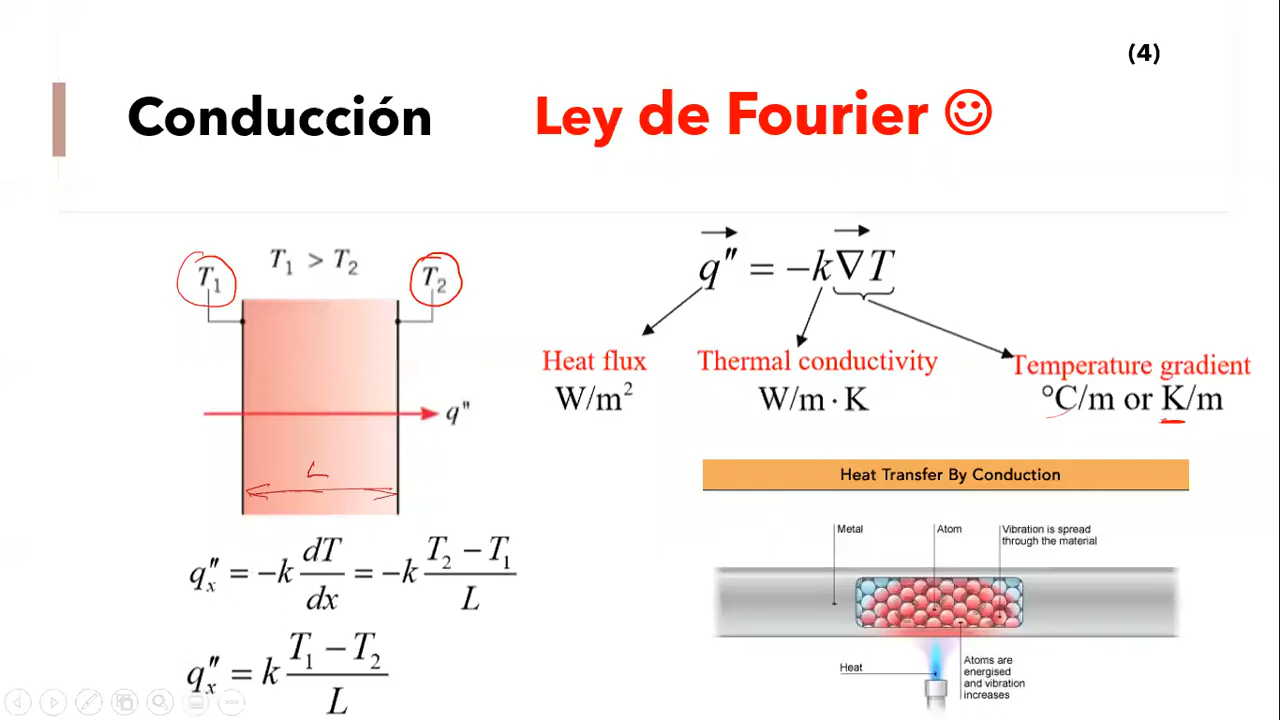 (4)
Conducción
Ley de Fourier ☺
T₁ > T₂
T₁
T₂
q″
L
q″ = −k∇T
Heat flux
W/m²
Thermal conductivity
W/m · K
Temperature gradient
°C/m or K/m
q″ₓ = −k dT/dx = −k (T₂ − T₁)/L
q″ₓ = k (T₁ − T₂)/L
Heat Transfer By Conduction
Metal
Atom
Vibration is spread
through the material
Heat
Atoms are
energised
and vibration
increases